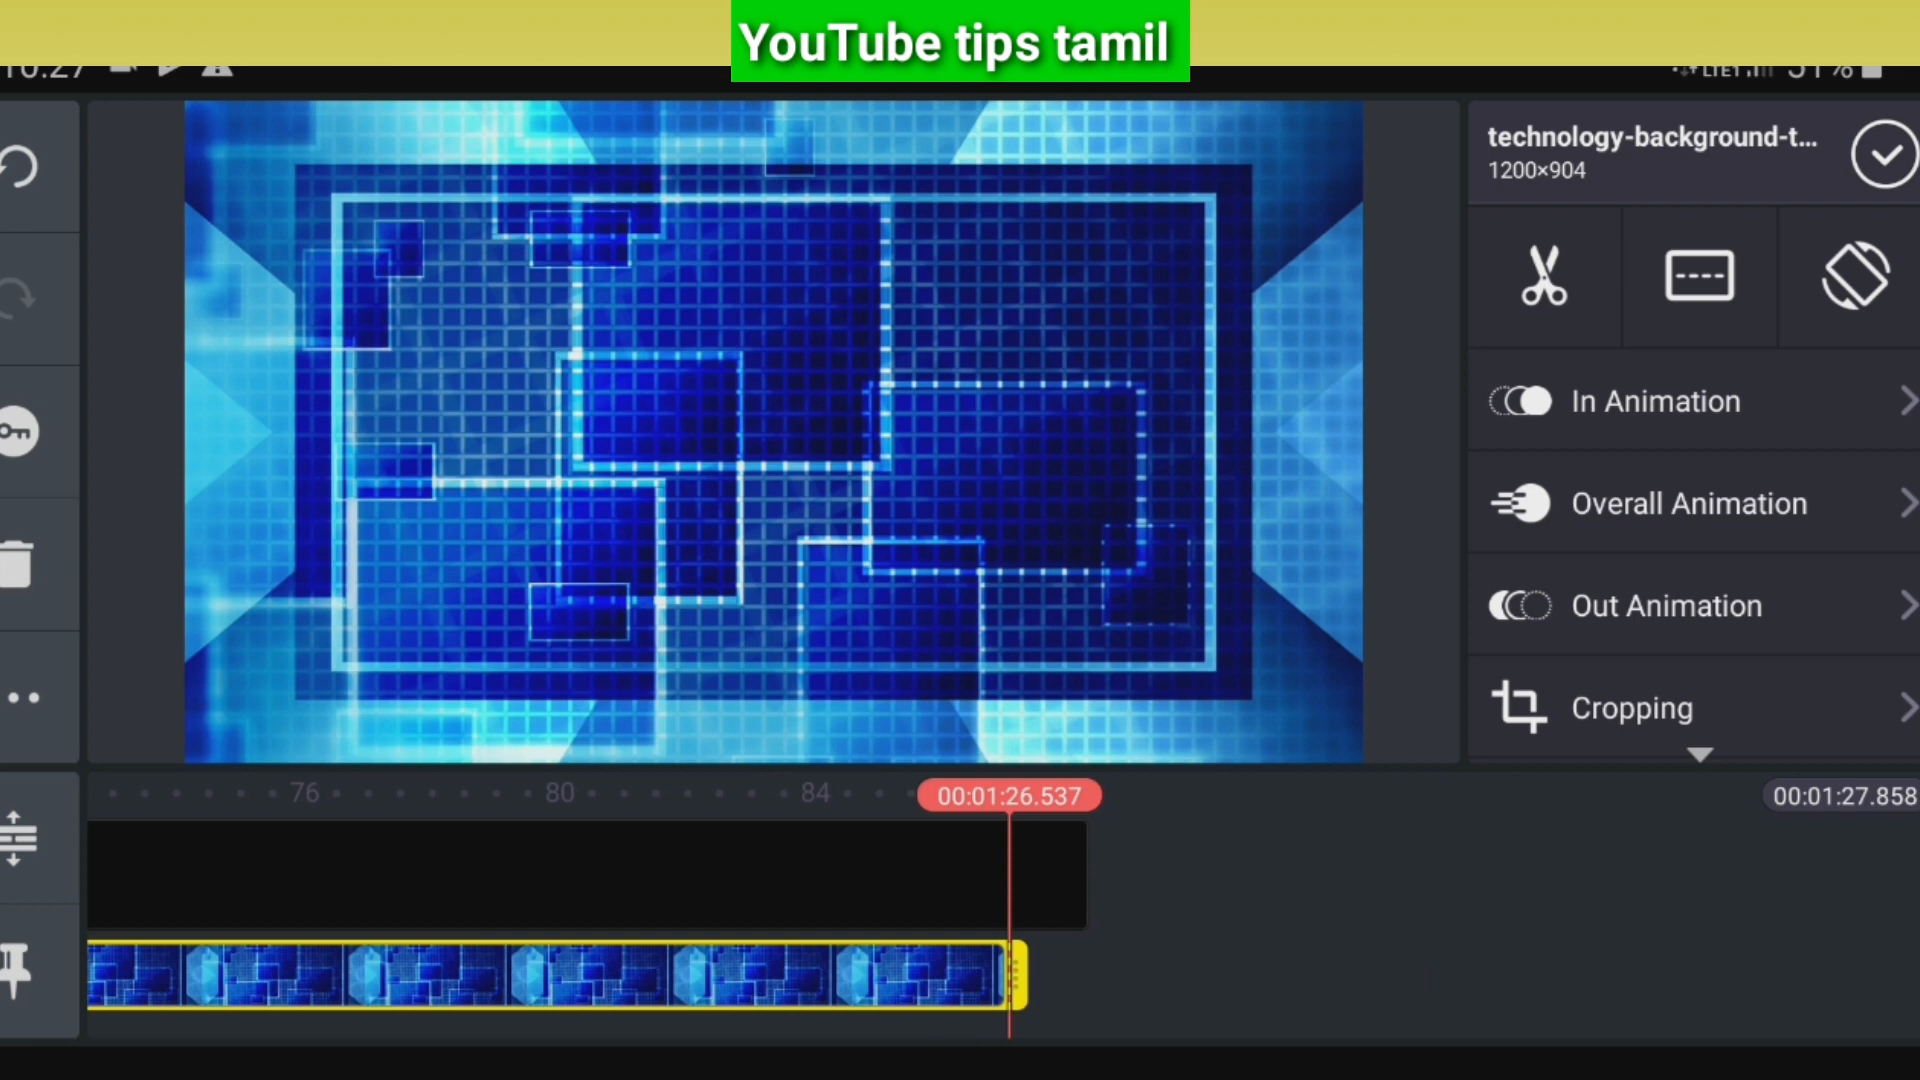 YouTube tips tamil
technology-background-t...
1200×904
In Animation
Overall Animation
Out Animation
Cropping
76
80
84
00:01:26.537
00:01:27.858